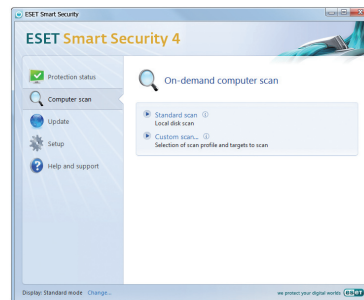 ESET Smart Security
ESET Smart Security 4
Protection status
Computer scan
Update
Setup
Help and support
On-demand computer scan
Standard scan
Local disk scan
Custom scan...
Selection of scan profile and targets to scan
Display: Standard mode Change...
we protect your digital worlds eset